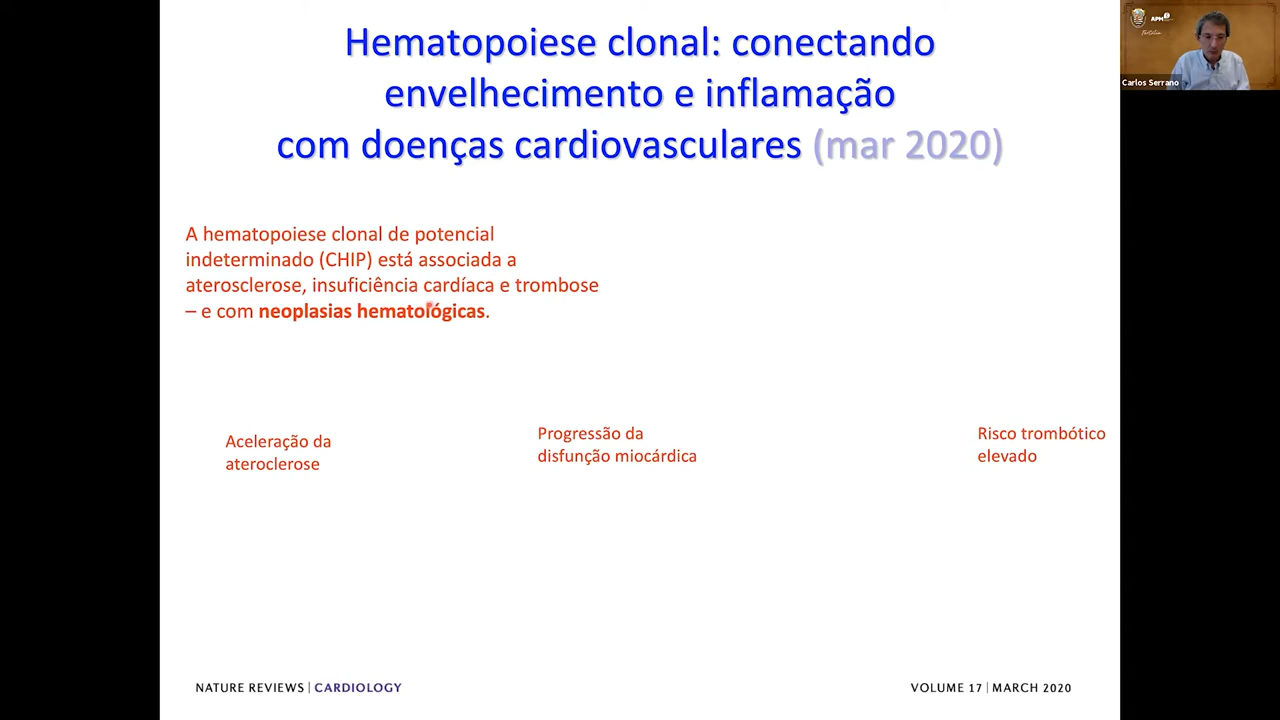 Hematopoiese clonal: conectando
envelhecimento e inflamação
com doenças cardiovasculares (mar 2020)
APM
Carlos Serrano
A hematopoiese clonal de potencial
indeterminado (CHIP) está associada a
aterosclerose, insuficiência cardíaca e trombose
– e com neoplasias hematológicas.
Aceleração da
ateroclerose
Progressão da
disfunção miocárdica
Risco trombótico
elevado
NATURE REVIEWS | CARDIOLOGY
VOLUME 17 | MARCH 2020